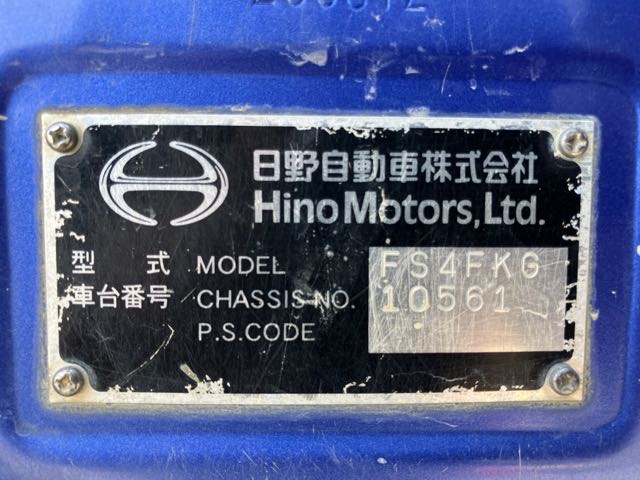 日野自動車株式会社
Hino Motors, Ltd.
型 式 MODEL FS4FKG
車台番号 CHASSIS NO. 10561
P.S.CODE